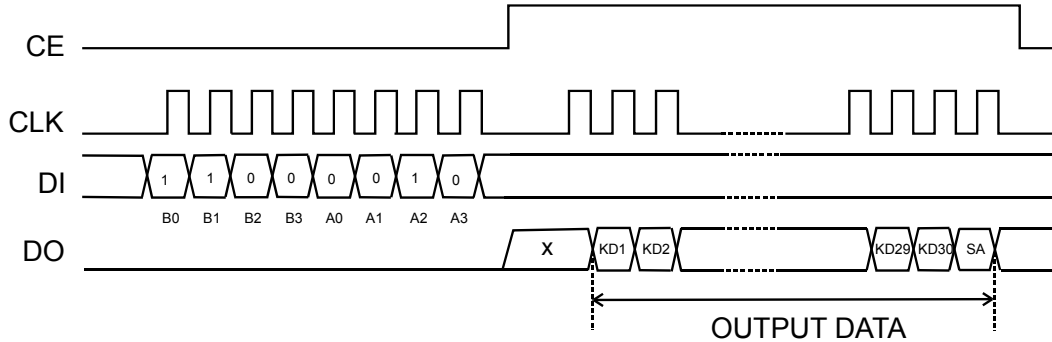 CE
CLK
DI
1 1 0 0 0 0 1 0
B0 B1 B2 B3 A0 A1 A2 A3
DO
X KD1 KD2 KD29 KD30 SA
OUTPUT DATA